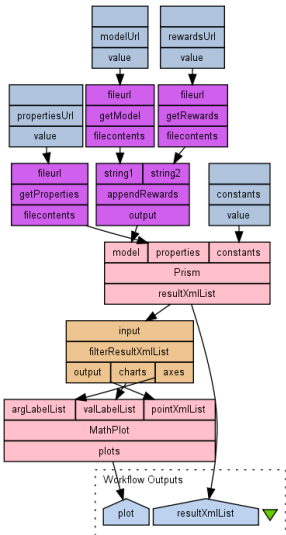 modelUrl
rewardsUrl
value
value
fileurl
fileurl
propertiesUrl
getModel
getRewards
value
filecontents
filecontents
fileurl
string1
string2
getProperties
appendRewards
constants
filecontents
output
value
model
properties
constants
Prism
resultXmlList
input
filterResultXmlList
output
charts
axes
argLabelList
valLabelList
pointXmlList
MathPlot
plots
Workflow Outputs
plot
resultXmlList